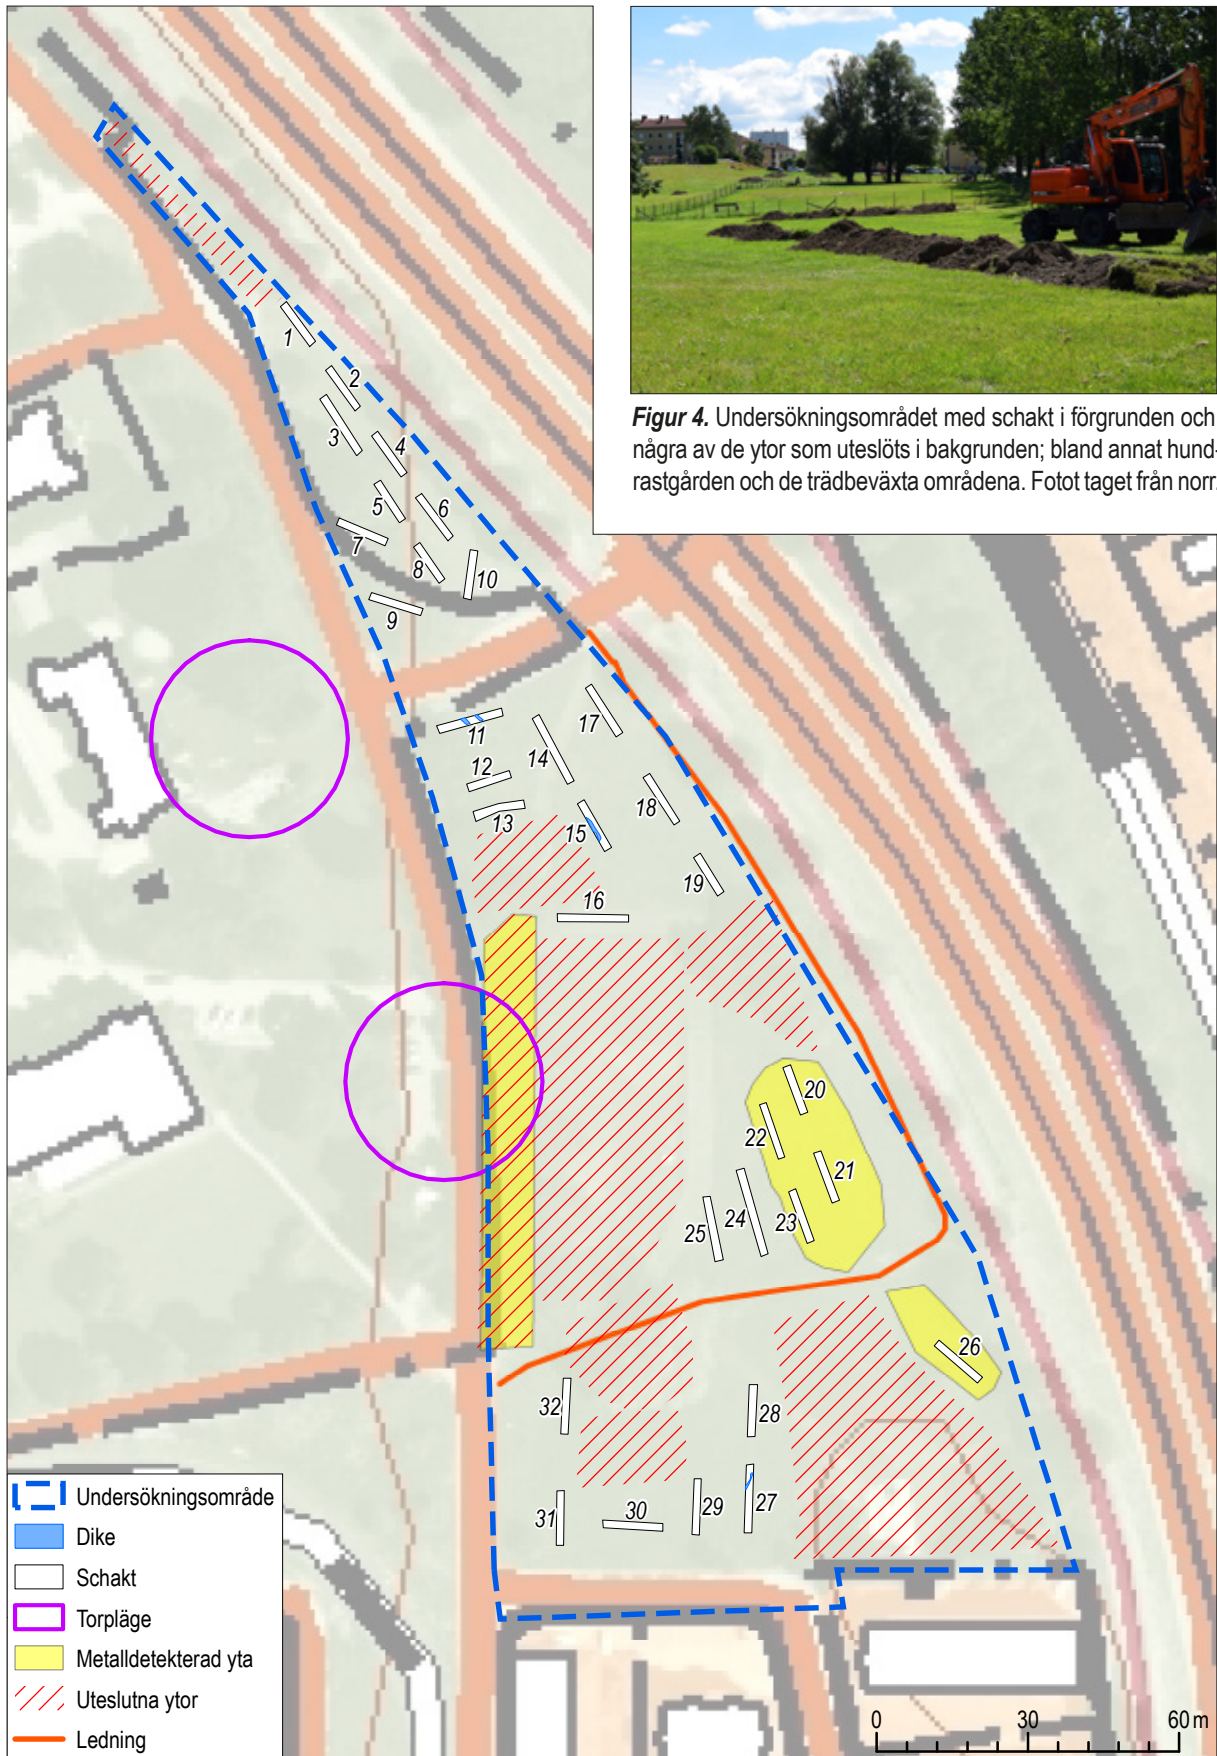 Figur 4. Undersökningsområdet med schakt i förgrunden och
några av de ytor som uteslöts i bakgrunden; bland annat hund-
rastgården och de trädbeväxta områdena. Fotot taget från norr.
1
2
3
4
5
6
7
8
10
9
17
11
14
12
18
13
15
19
16
20
22
21
24
23
25
26
32
28
31
30
29
27
Undersökningsområde
Dike
Schakt
Torpläge
Metalldetekterad yta
Uteslutna ytor
Ledning
0 30 60 m